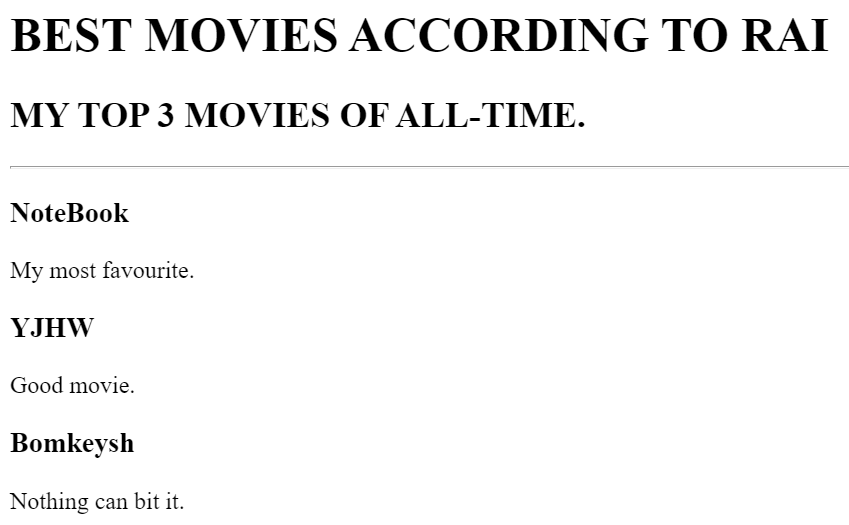 BEST MOVIES ACCORDING TO RAI
MY TOP 3 MOVIES OF ALL-TIME.
NoteBook
My most favourite.
YJHW
Good movie.
Bomkeysh
Nothing can bit it.